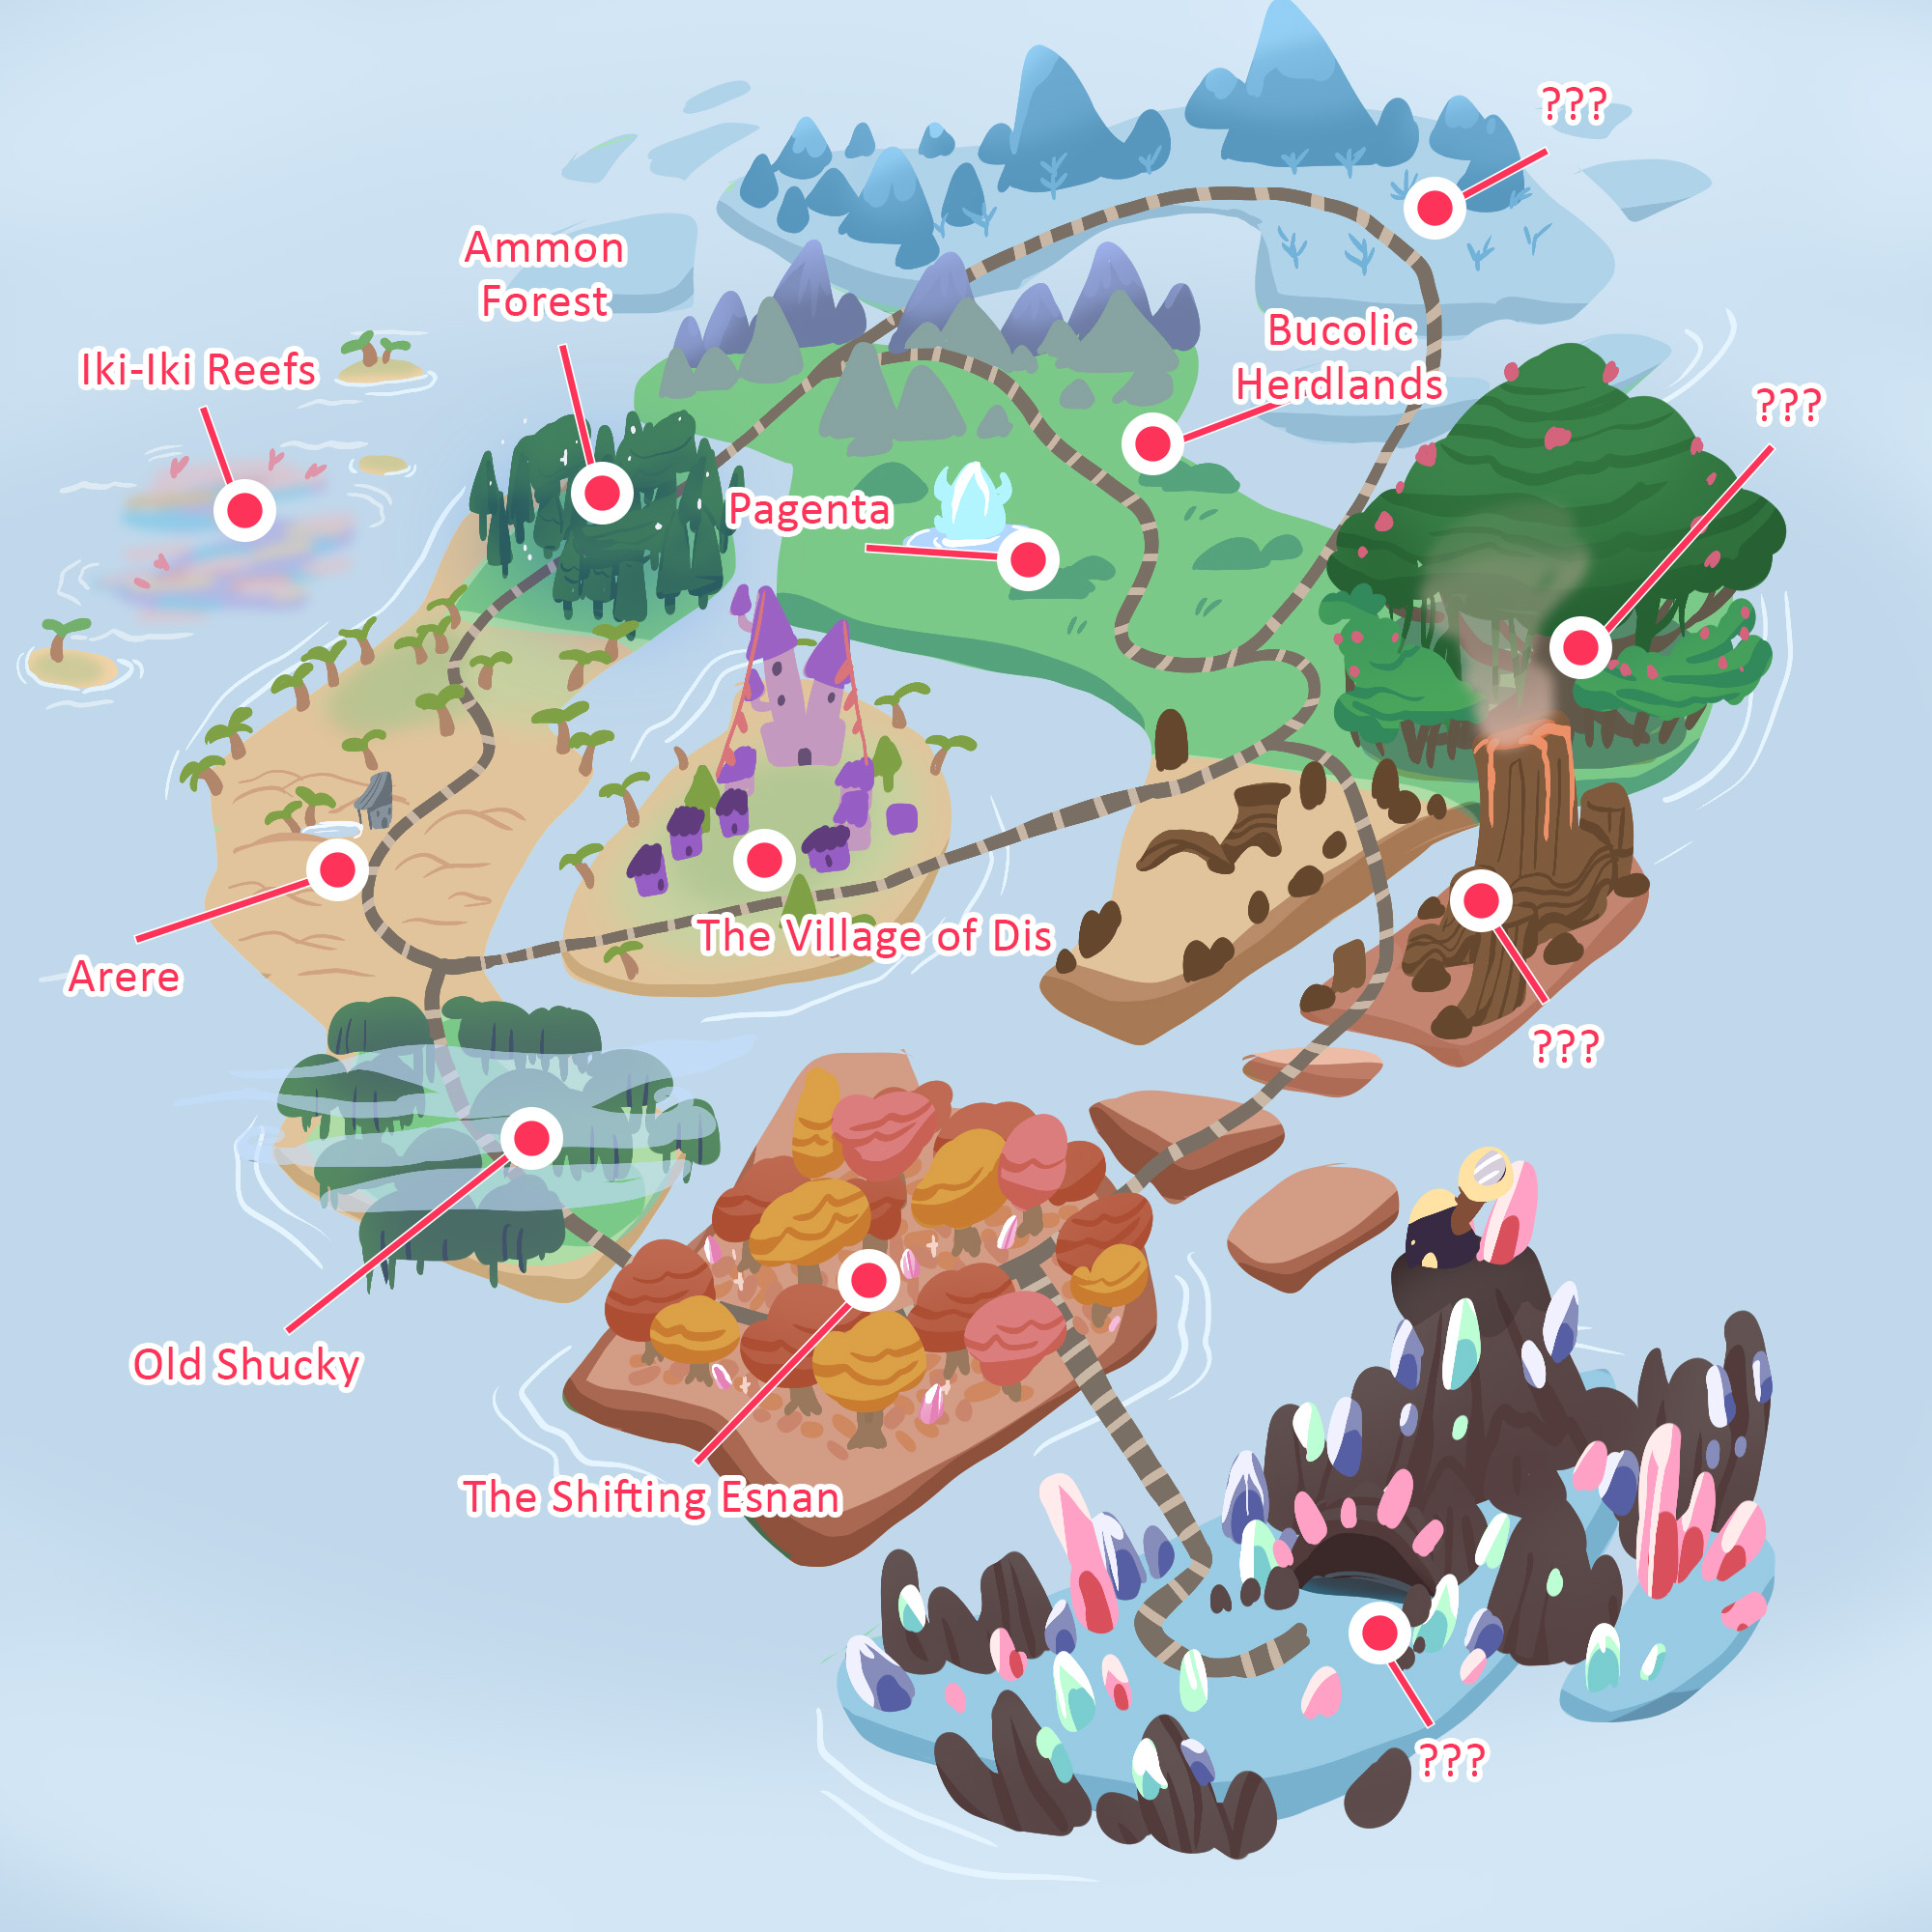 ???
Ammon
Forest
Bucolic
Herdlands
Iki-Iki Reefs
???
Pagenta
The Village of Dis
Arere
???
Old Shucky
The Shifting Esnan
???